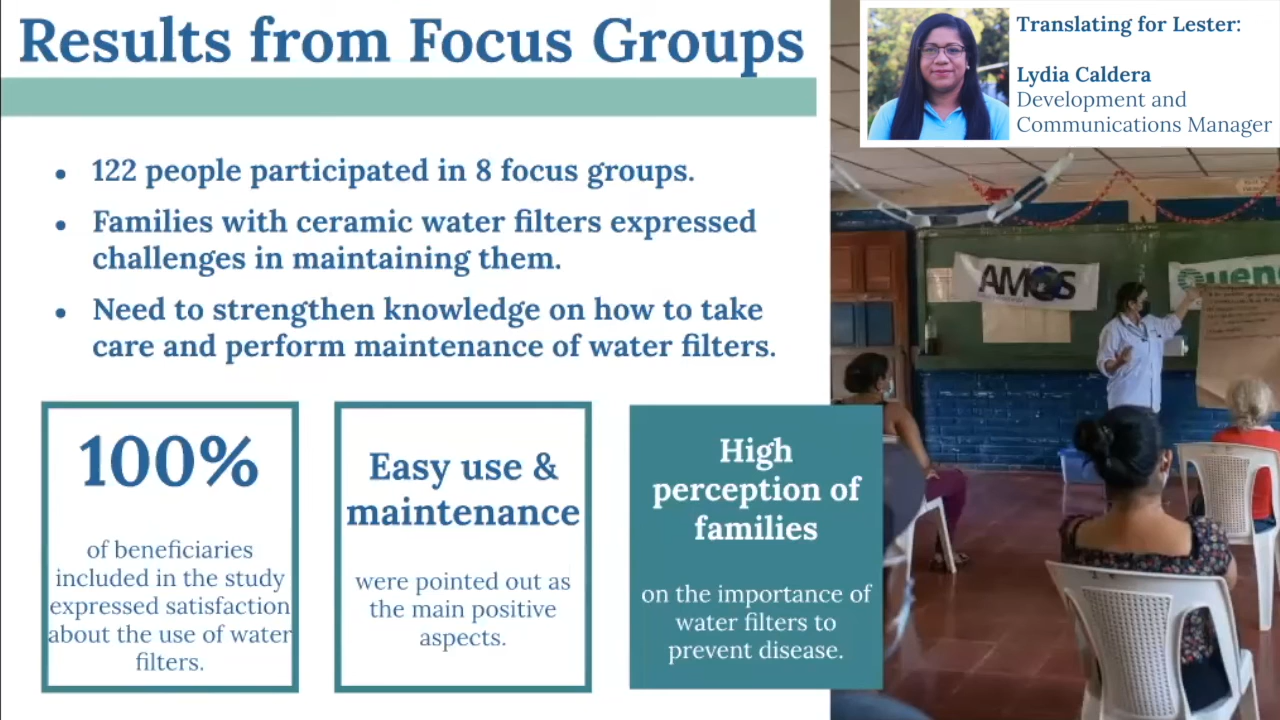 Results from Focus Groups
Translating for Lester:
Lydia Caldera
Development and
Communications Manager
• 122 people participated in 8 focus groups.
• Families with ceramic water filters expressed
challenges in maintaining them.
• Need to strengthen knowledge on how to take
care and perform maintenance of water filters.
AMOS
100%
of beneficiaries
included in the study
expressed satisfaction
about the use of water
filters.
Easy use &
maintenance
were pointed out as
the main positive
aspects.
High
perception of
families
on the importance of
water filters to
prevent disease.